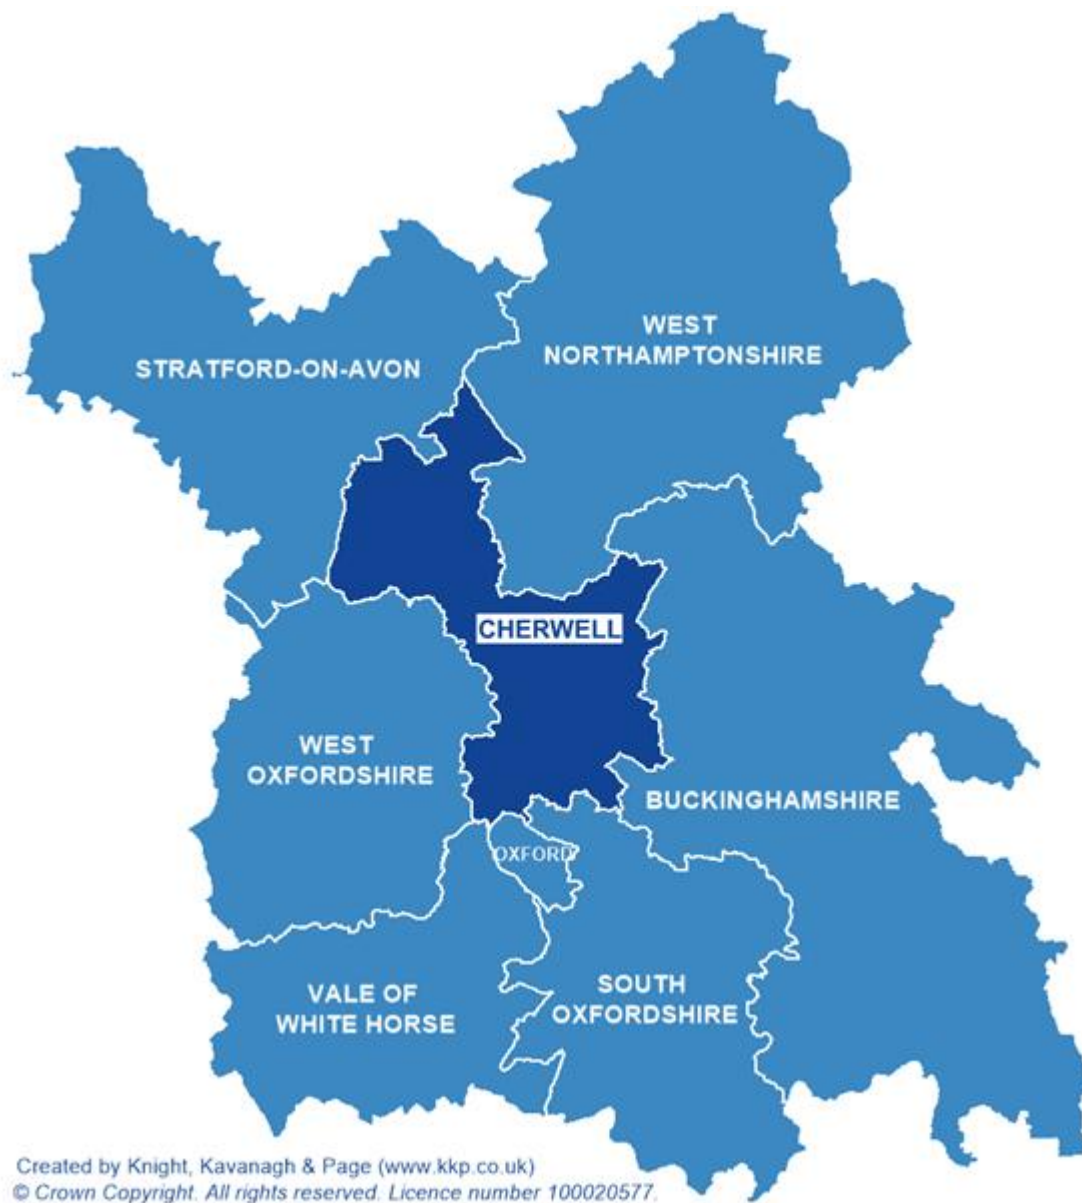 WEST
NORTHAMPTONSHIRE
STRATFORD-ON-AVON
CHERWELL
WEST
OXFORDSHIRE
BUCKINGHAMSHIRE
OXFORD
VALE OF
WHITE HORSE
SOUTH
OXFORDSHIRE
Created by Knight, Kavanagh & Page (www.kkp.co.uk)
© Crown Copyright. All rights reserved. Licence number 100020577.